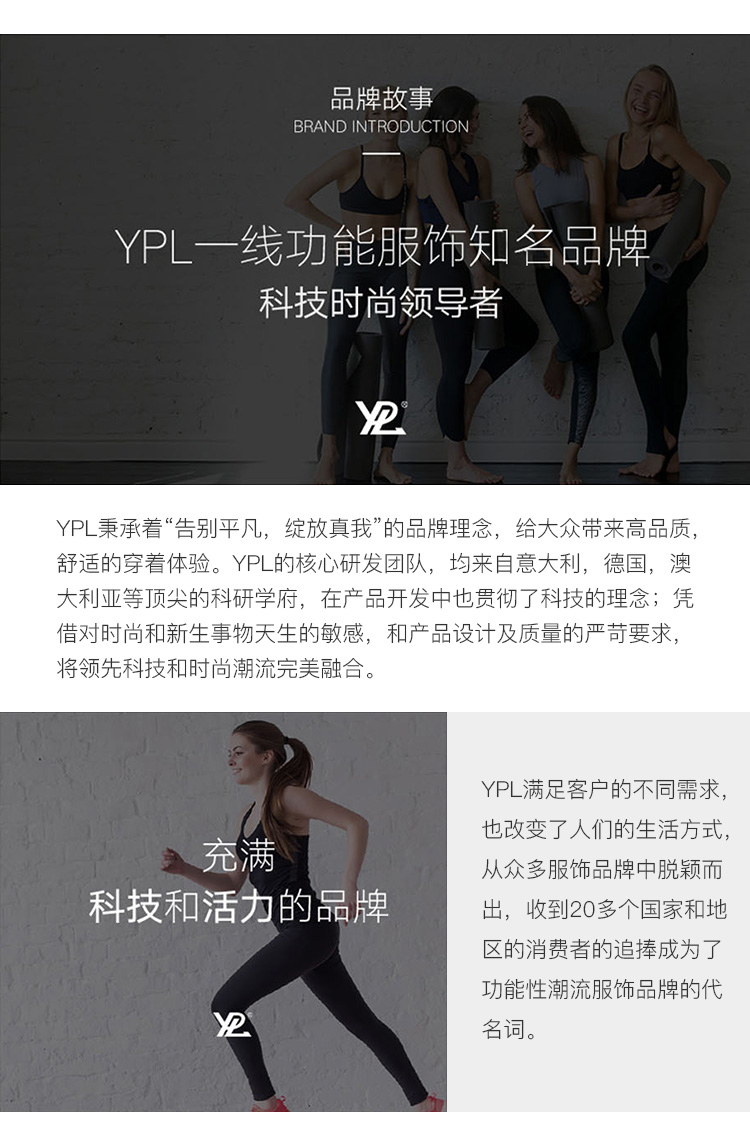 品牌故事
BRAND INTRODUCTION
YPL一线功能服饰知名品牌
科技时尚领导者
YPL®
YPL秉承着“告别平凡，绽放真我”的品牌理念，给大众带来高品质，
舒适的穿着体验。YPL的核心研发团队，均来自意大利，德国，澳
大利亚等顶尖的科研学府，在产品开发中也贯彻了科技的理念；凭
借对时尚和新生事物天生的敏感，和产品设计及质量的严苛要求，
将领先科技和时尚潮流完美融合。
充满
科技和活力的品牌
YPL®
YPL满足客户的不同需求，
也改变了人们的生活方式，
从众多服饰品牌中脱颖而
出，收到20多个国家和地
区的消费者的追捧成为了
功能性潮流服饰品牌的代
名词。